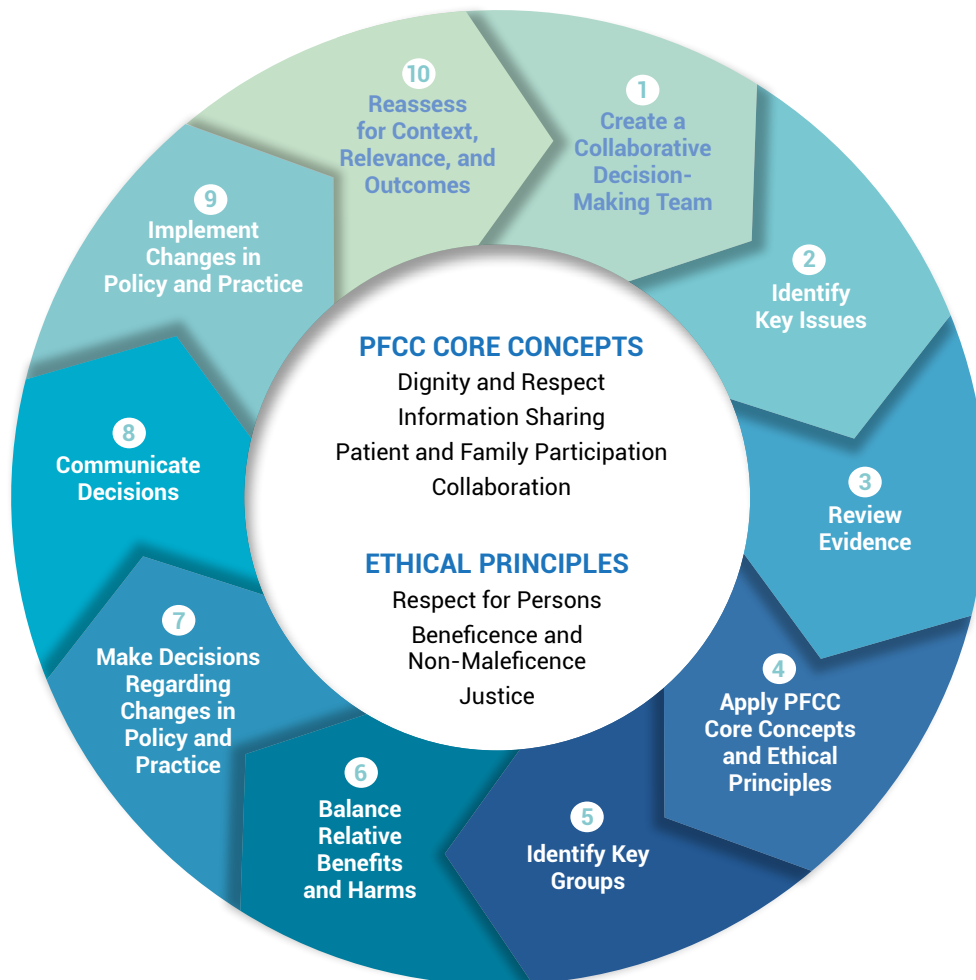 1
Create a
Collaborative
Decision-
Making Team
2
Identify
Key Issues
3
Review
Evidence
4
Apply PFCC
Core Concepts
and Ethical
Principles
5
Identify Key
Groups
6
Balance
Relative
Benefits
and Harms
7
Make Decisions
Regarding
Changes in
Policy and
Practice
8
Communicate
Decisions
9
Implement
Changes in
Policy and Practice
10
Reassess
for Context,
Relevance, and
Outcomes
PFCC CORE CONCEPTS
Dignity and Respect
Information Sharing
Patient and Family Participation
Collaboration
ETHICAL PRINCIPLES
Respect for Persons
Beneficence and
Non-Maleficence
Justice